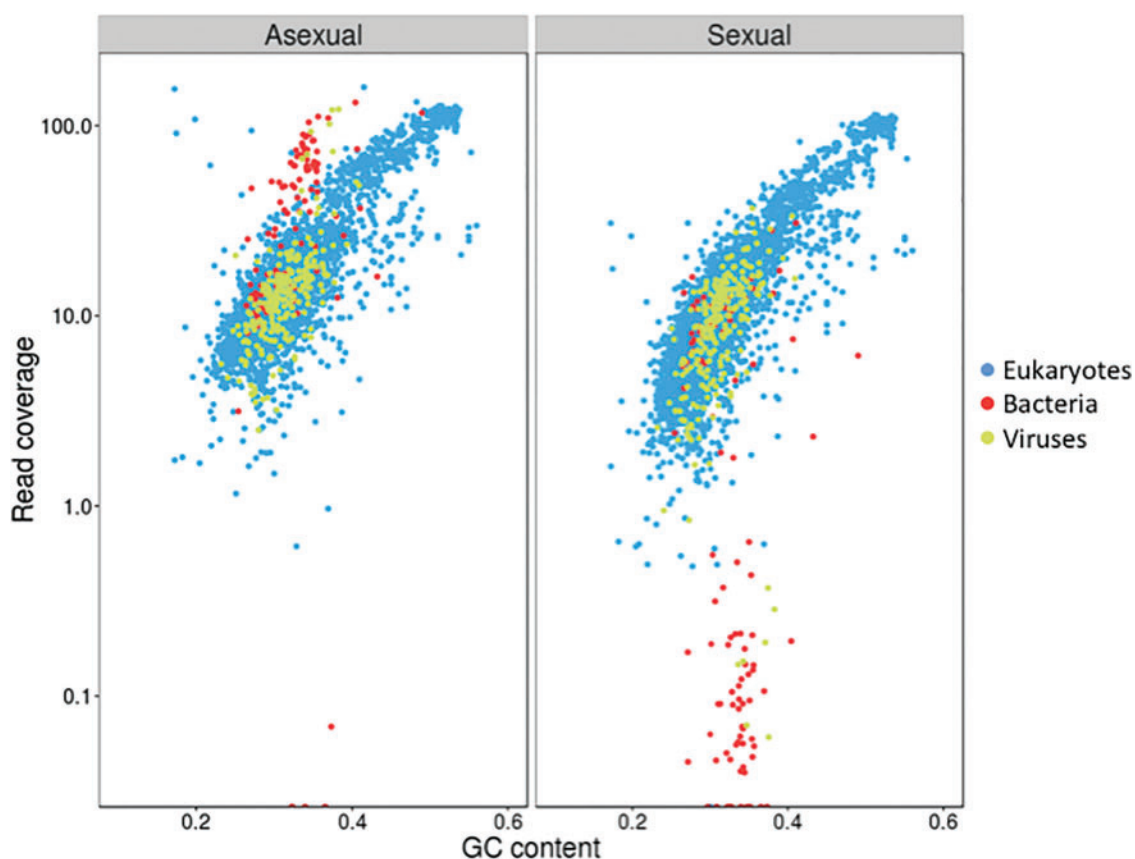 Asexual
Sexual
Read coverage
100.0
10.0
1.0
0.1
0.2
0.4
0.6
0.2
0.4
0.6
GC content
Eukaryotes
Bacteria
Viruses